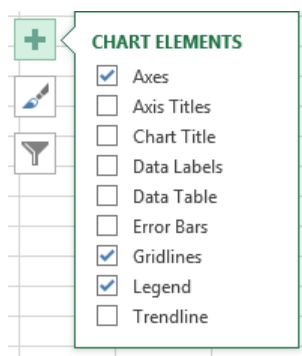 CHART ELEMENTS
Axes
Axis Titles
Chart Title
Data Labels
Data Table
Error Bars
Gridlines
Legend
Trendline